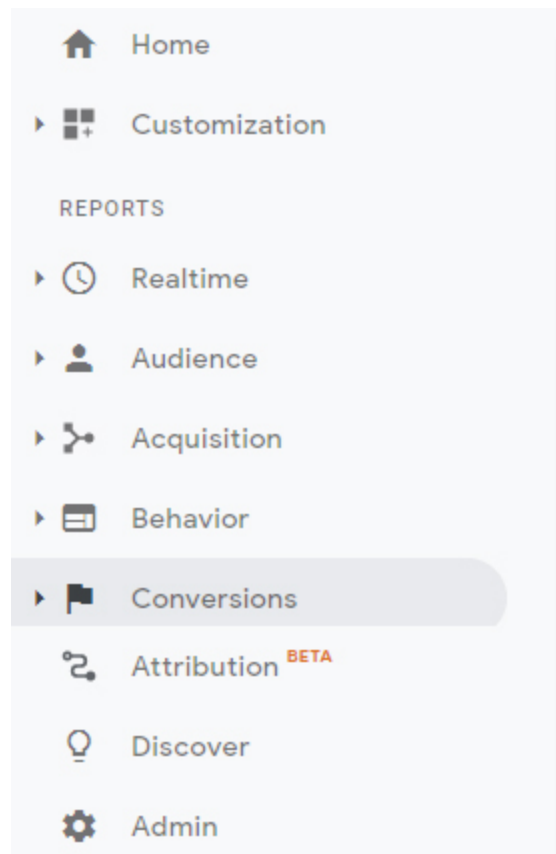 Home
Customization
REPORTS
Realtime
Audience
Acquisition
Behavior
Conversions
Attribution BETA
Discover
Admin